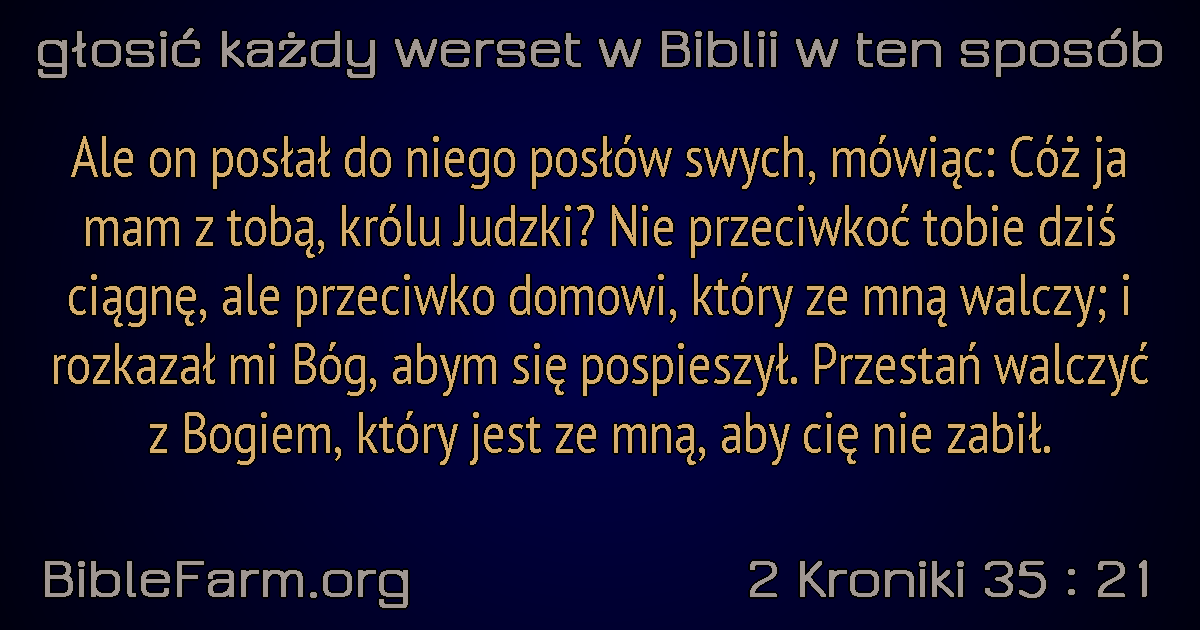 głosić każdy werset w Biblii w ten sposób
Ale on posłał do niego posłów swych, mówiąc: Cóż ja
mam z tobą, królu Judzki? Nie przeciwkoć tobie dziś
ciągnę, ale przeciwko domowi, który ze mną walczy; i
rozkazał mi Bóg, abym się pospieszył. Przestań walczyć
z Bogiem, który jest ze mną, aby cię nie zabił.
BibleFarm.org
2 Kroniki 35 : 21